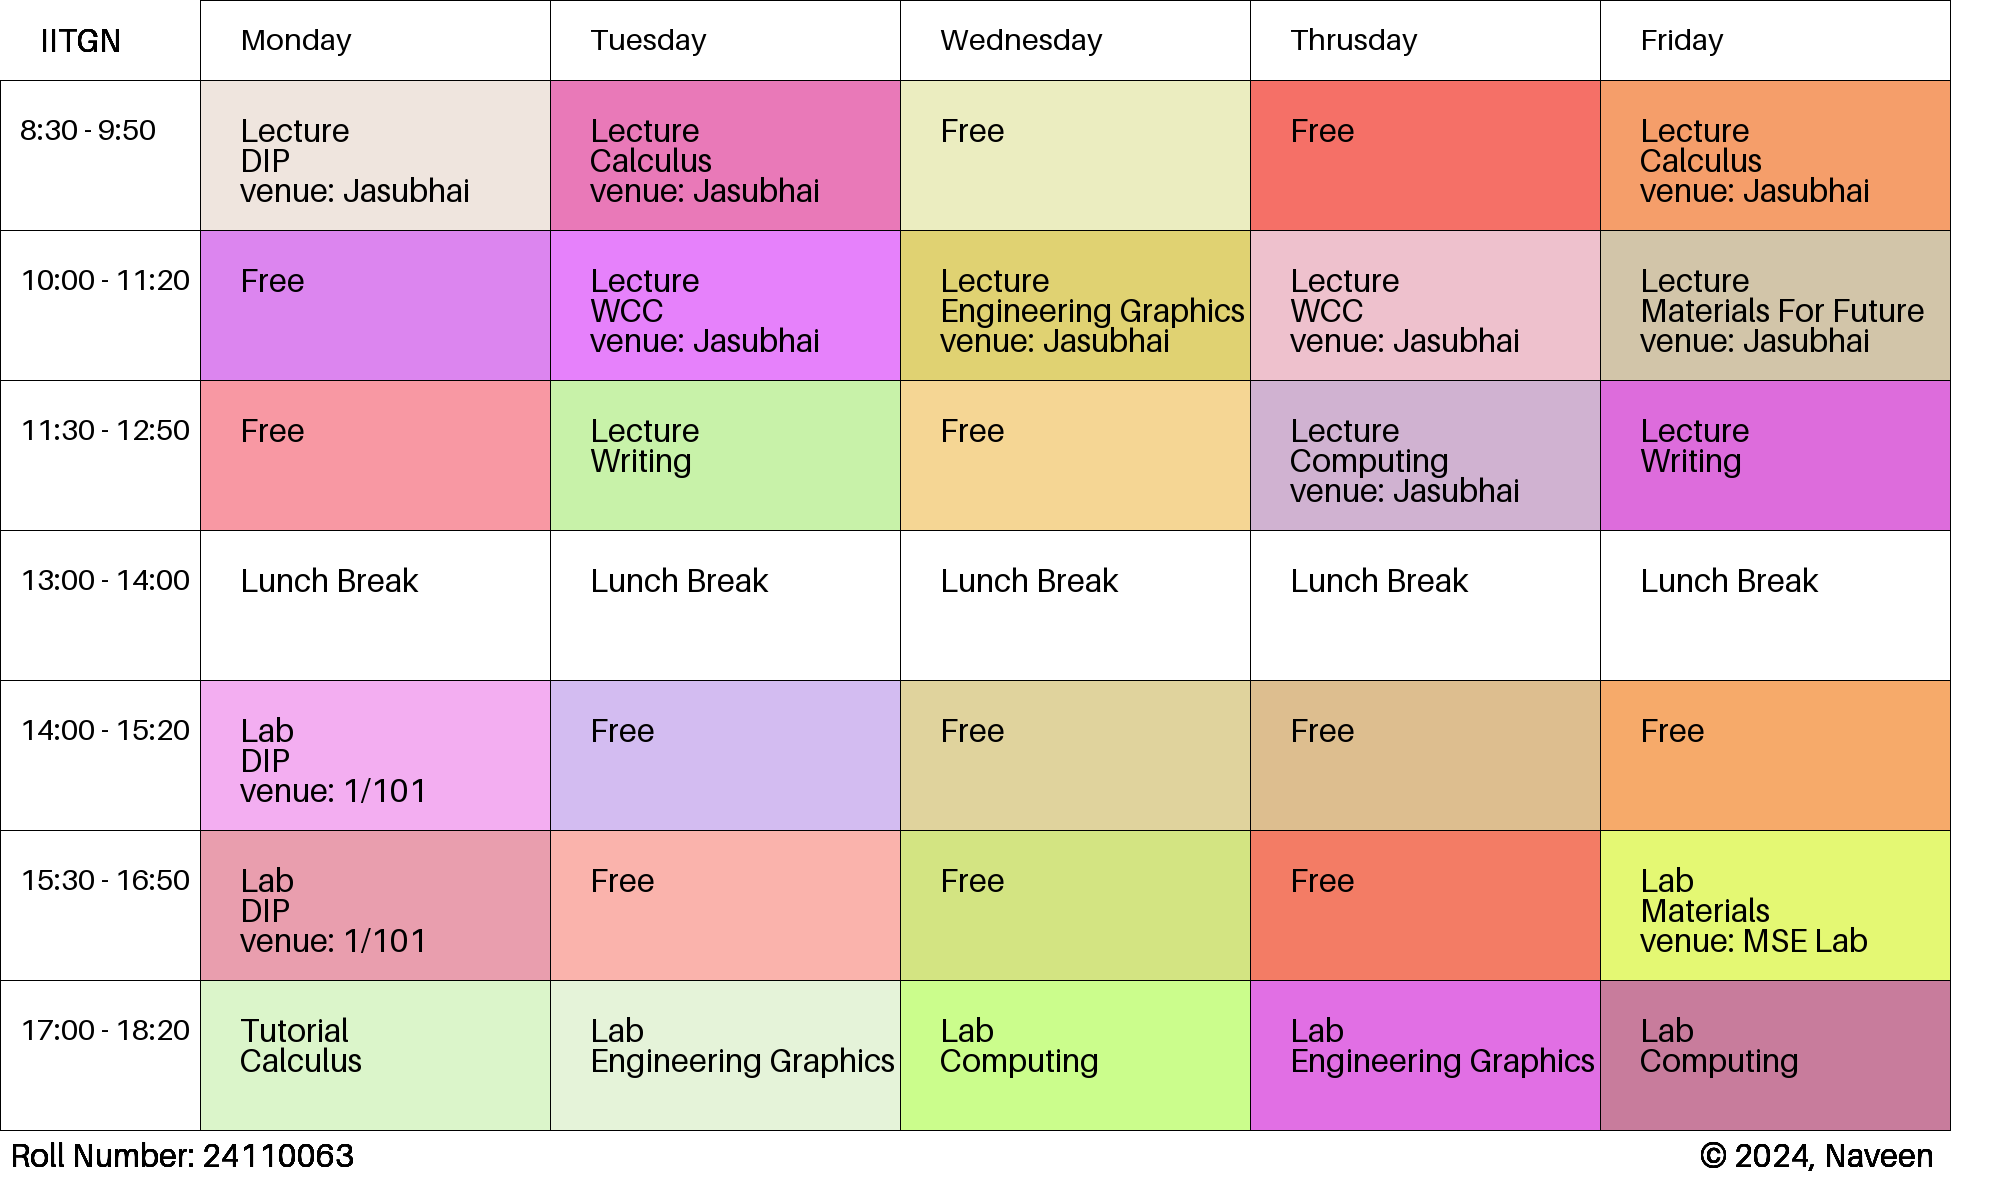 IITGN Monday Tuesday Wednesday Thrusday Friday
8:30 - 9:50
Lecture
DIP
venue: Jasubhai
Lecture
Calculus
venue: Jasubhai
Free
Free
Lecture
Calculus
venue: Jasubhai
10:00 - 11:20
Free
Lecture
WCC
venue: Jasubhai
Lecture
Engineering Graphics
venue: Jasubhai
Lecture
WCC
venue: Jasubhai
Lecture
Materials For Future
venue: Jasubhai
11:30 - 12:50
Free
Lecture
Writing
Free
Lecture
Computing
venue: Jasubhai
Lecture
Writing
13:00 - 14:00
Lunch Break
Lunch Break
Lunch Break
Lunch Break
Lunch Break
14:00 - 15:20
Lab
DIP
venue: 1/101
Free
Free
Free
Free
15:30 - 16:50
Lab
DIP
venue: 1/101
Free
Free
Free
Lab
Materials
venue: MSE Lab
17:00 - 18:20
Tutorial
Calculus
Lab
Engineering Graphics
Lab
Computing
Lab
Engineering Graphics
Lab
Computing
Roll Number: 24110063
© 2024, Naveen